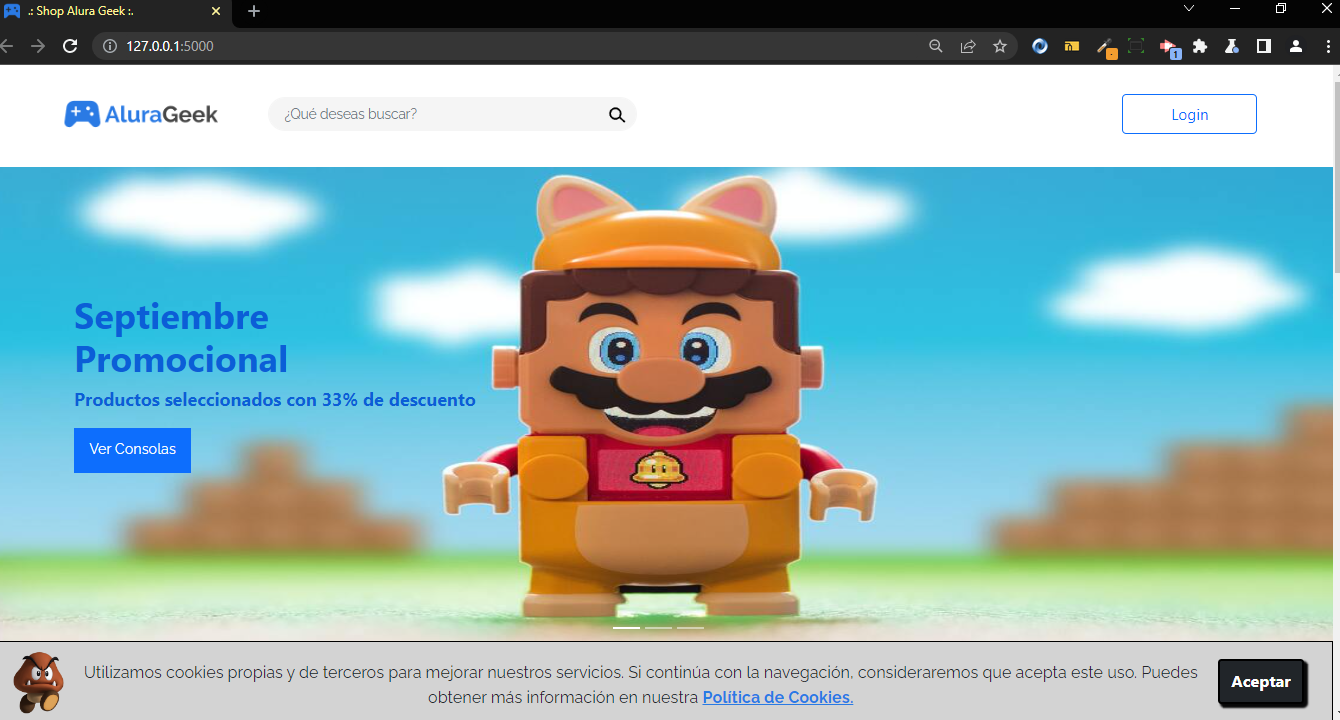 .: Shop Alura Geek :.
127.0.0.1:5000
1
AluraGeek
¿Qué deseas buscar?
Login
Septiembre
Promocional
Productos seleccionados con 33% de descuento
Ver Consolas
Utilizamos cookies propias y de terceros para mejorar nuestros servicios. Si continúa con la navegación, consideraremos que acepta este uso. Puedes
obtener más información en nuestra Política de Cookies.
Aceptar